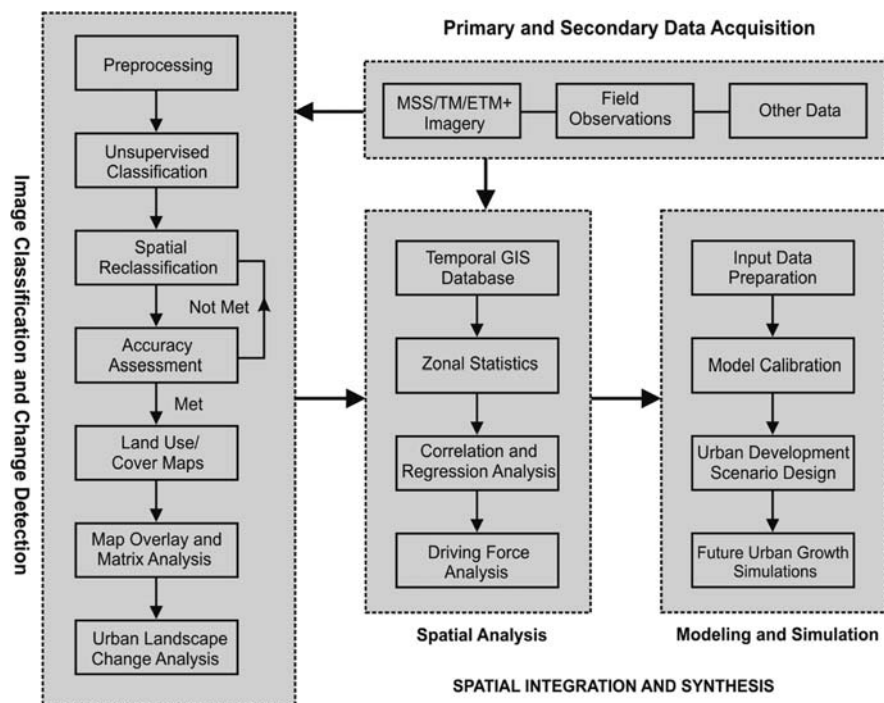 Primary and Secondary Data Acquisition
MSS/TM/ETM+
Imagery
Field
Observations
Other Data
Image Classification and Change Detection
Preprocessing
Unsupervised
Classification
Spatial
Reclassification
Not Met
Accuracy
Assessment
Met
Land Use/
Cover Maps
Map Overlay and
Matrix Analysis
Urban Landscape
Change Analysis
Temporal GIS
Database
Zonal Statistics
Correlation and
Regression Analysis
Driving Force
Analysis
Spatial Analysis
Input Data
Preparation
Model Calibration
Urban Development
Scenario Design
Future Urban Growth
Simulations
Modeling and Simulation
SPATIAL INTEGRATION AND SYNTHESIS